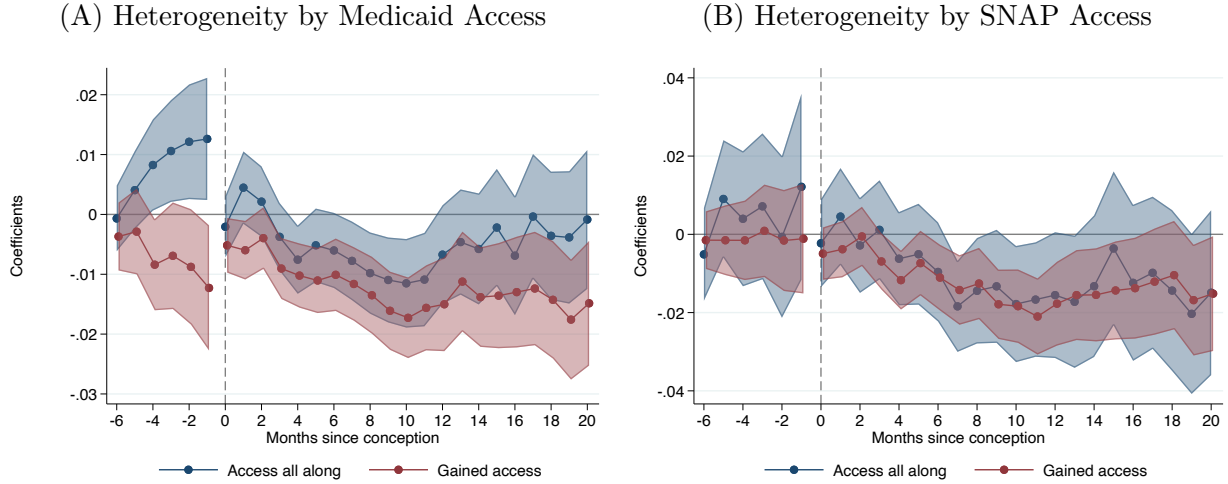 (A) Heterogeneity by Medicaid Access
.02
.01
0
-.01
-.02
-.03
Coefficients
-6 -4 -2 0 2 4 6 8 10 12 14 16 18 20
Months since conception
Access all along Gained access
(B) Heterogeneity by SNAP Access
.04
.02
0
-.02
-.04
Coefficients
-6 -4 -2 0 2 4 6 8 10 12 14 16 18 20
Months since conception
Access all along Gained access